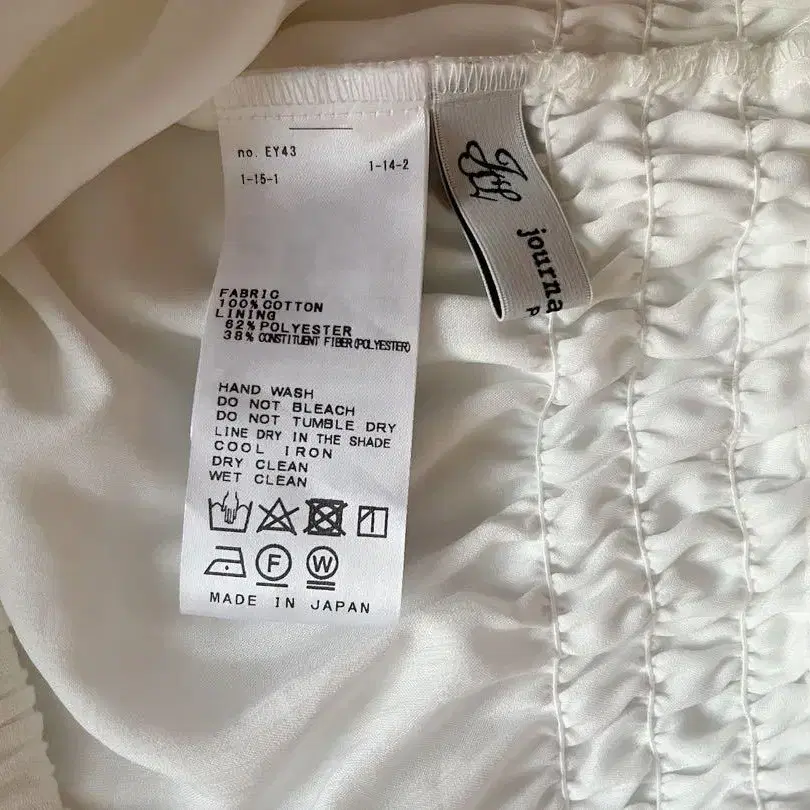 no. EY43
1-15-1
1-14-2
FABRIC
100% COTTON
LINING
62% POLYESTER
38% CONSTITUENT FIBER(POLYESTER)
HAND WASH
DO NOT BLEACH
DO NOT TUMBLE DRY
LINE DRY IN THE SHADE
COOL IRON
DRY CLEAN
WET CLEAN
F
W
MADE IN JAPAN
journa